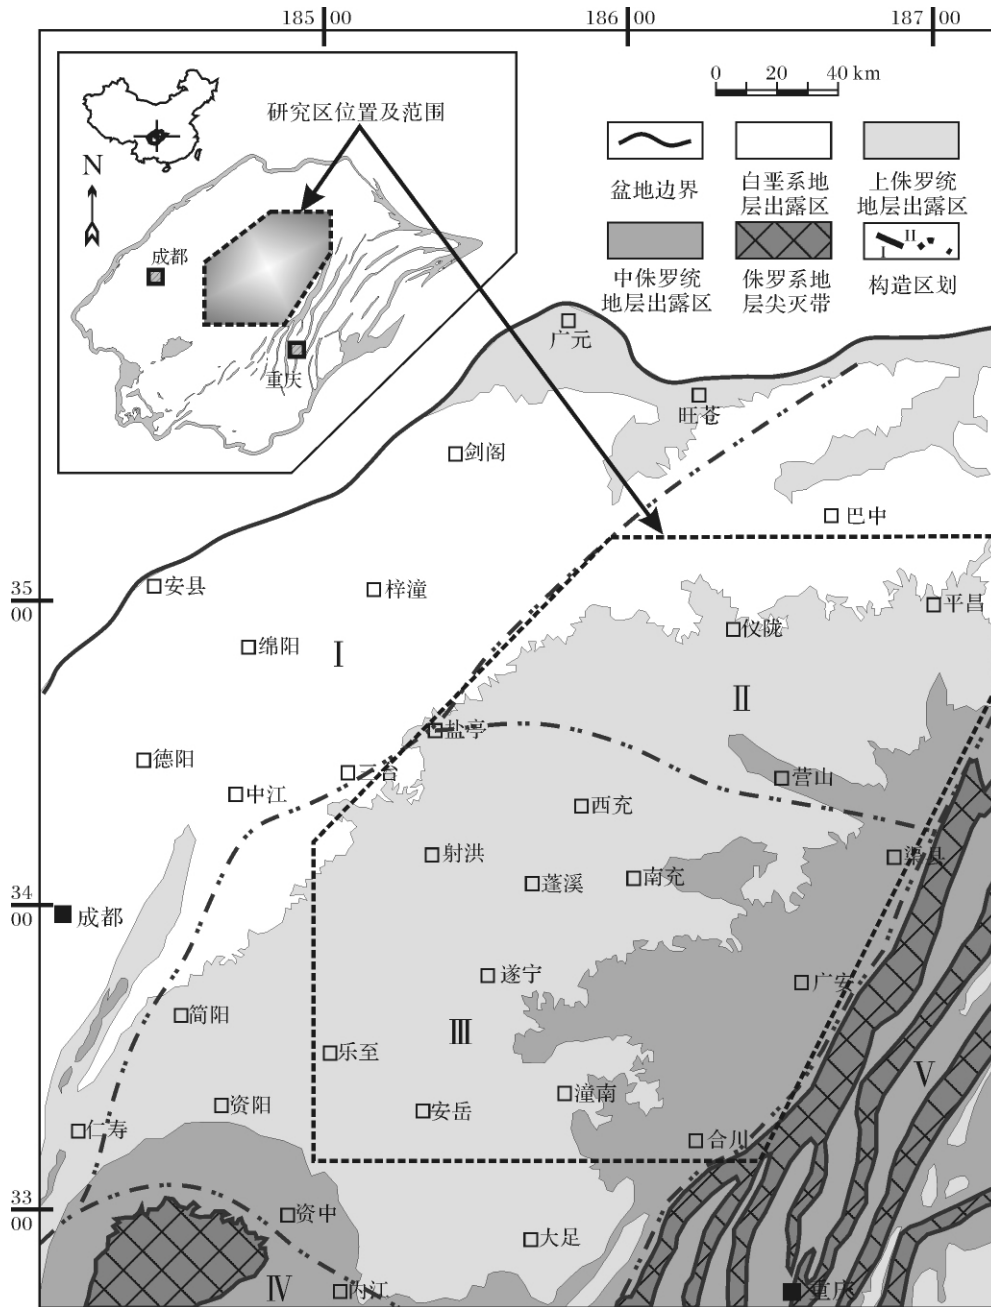 185 00
186 00
187 00
0 20 40 km
研究区位置及范围
N
成都
重庆
盆地边界
白垩系地
层出露区
上侏罗统
地层出露区
中侏罗统
地层出露区
侏罗系地
层尖灭带
I II
构造区划
广元
旺苍
剑阁
巴中
35
00
安县
梓潼
平昌
仪陇
绵阳
I
II
盐亭
德阳
三台
营山
中江
西充
射洪
渠县
蓬溪
南充
34
00
成都
遂宁
广安
简阳
III
乐至
V
潼南
资阳
安岳
仁寿
合川
33
00
资中
大足
IV
内江
重庆